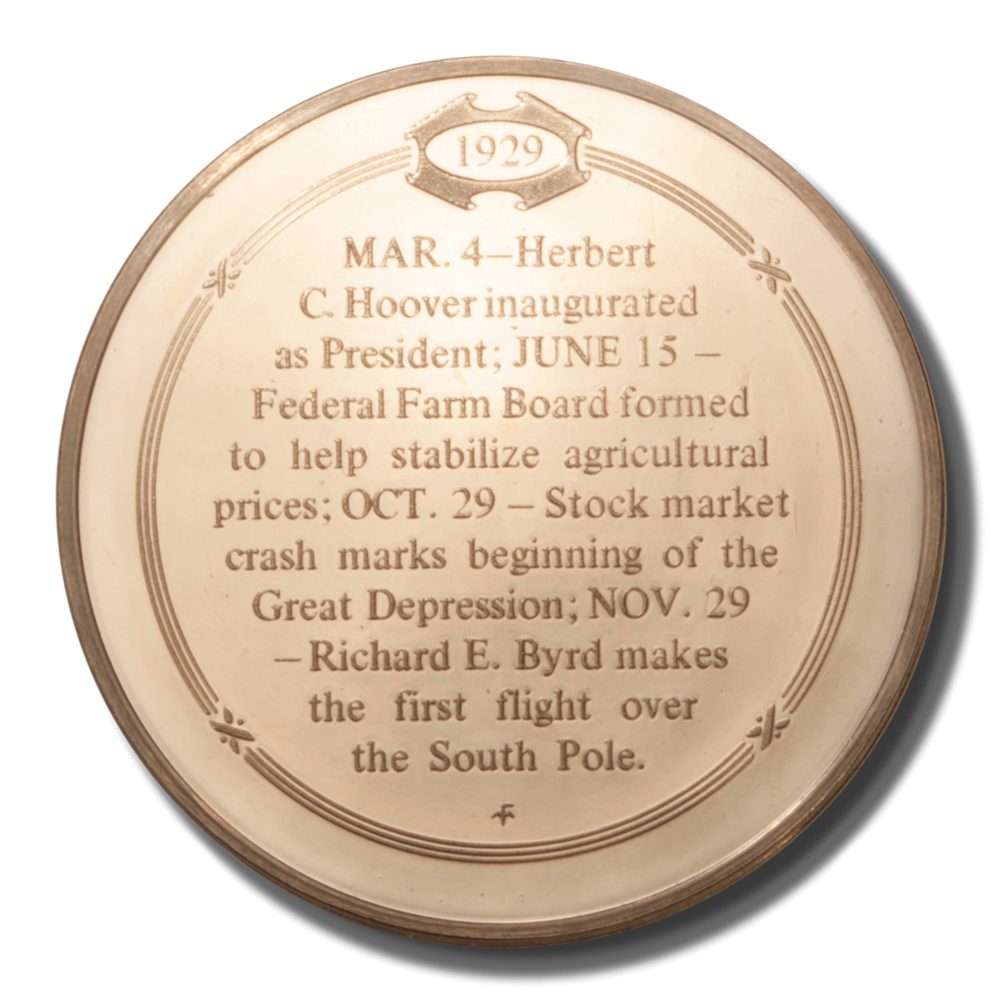 1929
MAR. 4–Herbert
C. Hoover inaugurated
as President; JUNE 15 –
Federal Farm Board formed
to help stabilize agricultural
prices; OCT. 29 – Stock market
crash marks beginning of the
Great Depression; NOV. 29
– Richard E. Byrd makes
the first flight over
the South Pole.